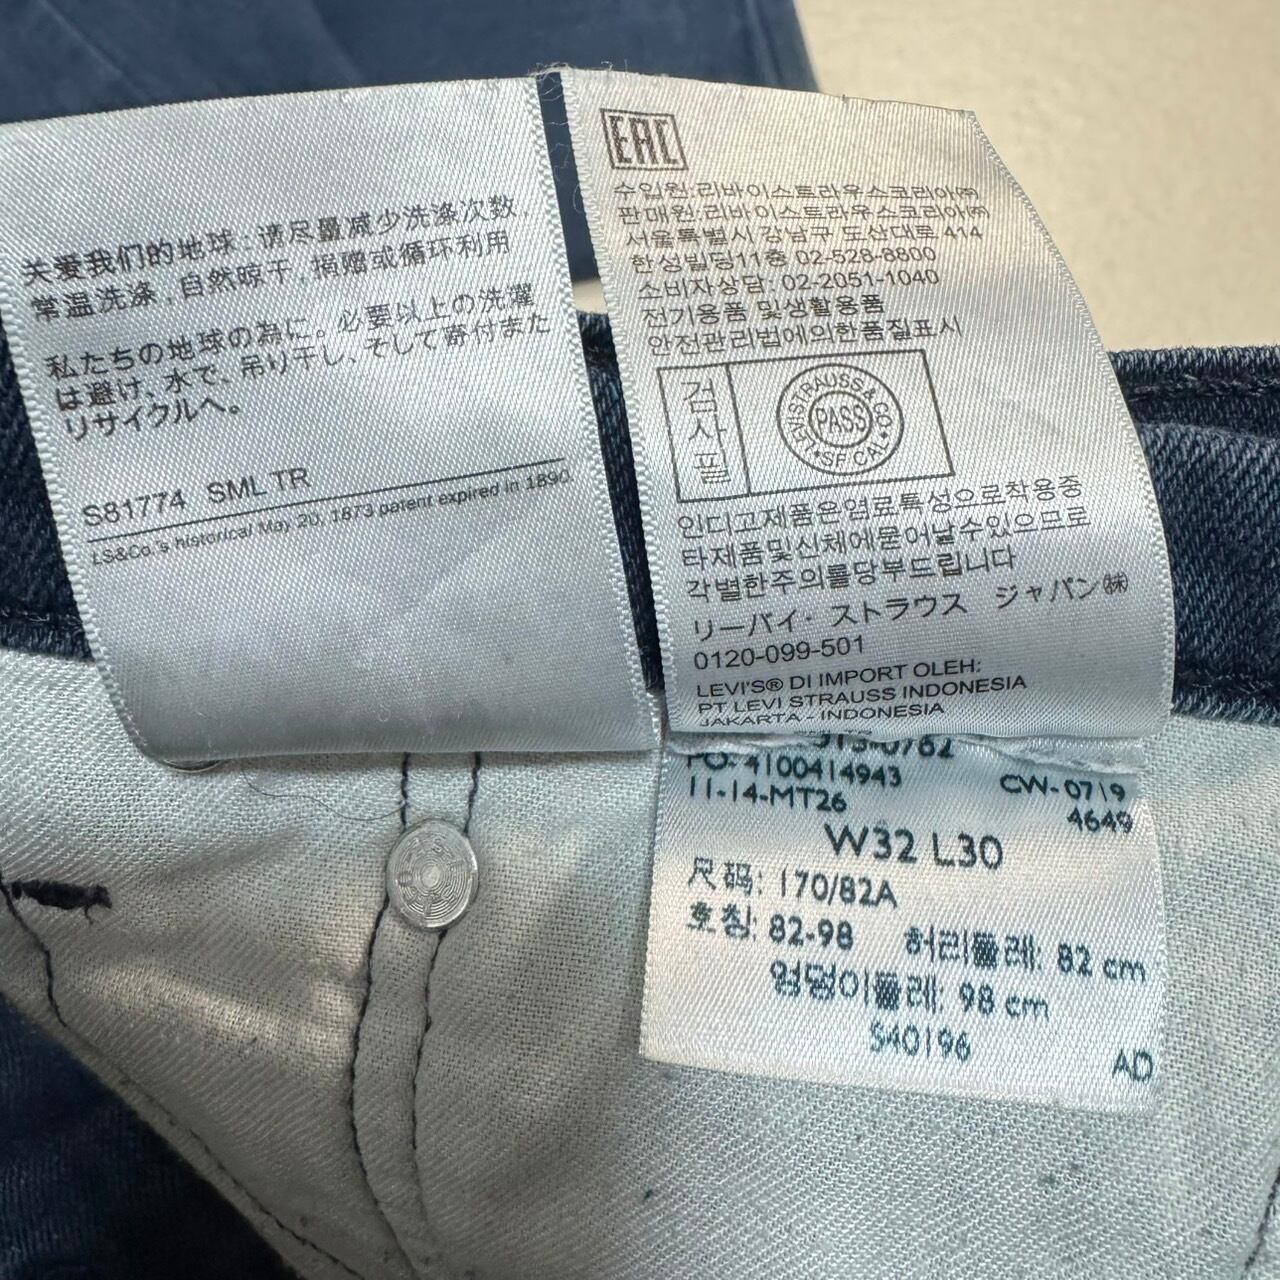 关爱我们的地球:请尽量减少洗涤次数,
常温洗涤,自然晾干,捐赠或循环利用
私たちの地球の為に。必要以上の洗濯
は避け、水で、吊り干し、そして寄付また
リサイクルへ。
S81774 SML TR
LS&Co.'s historical May 20, 1873 patent expired in 1890.
EAC
수입원:리바이스트라우스코리아㈜
판매원:리바이스트라우스코리아㈜
서울특별시 강남구 도산대로 414
한성빌딩11층 02-528-8800
소비자상담: 02-2051-1040
전기용품 및생활용품
안전관리법에의한품질표시
검사필
LEVI STRAUSS & CO
PASS
SF CAL
인디고제품은염료특성으로착용중
타제품및신체에묻어날수있으므로
각별한주의를당부드립니다
リーバイ・ストラウス ジャパン㈱
0120-099-501
LEVI'S® DI IMPORT OLEH:
PT LEVI STRAUSS INDONESIA
JAKARTA - INDONESIA
PO- 4100414943 CW- 0719
11-14-MT26 4649
W32 L30
尺码: 170/82A
호칭: 82-98 허리둘레: 82 cm
엉덩이둘레: 98 cm
S40196
AD